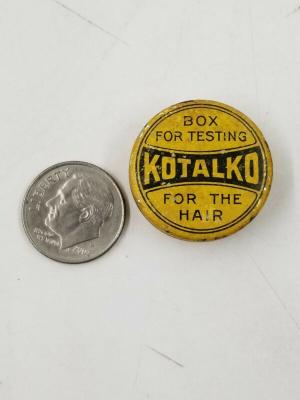 BOX
FOR TESTING
KOTALKO
FOR THE
HAIR
LIBERTY